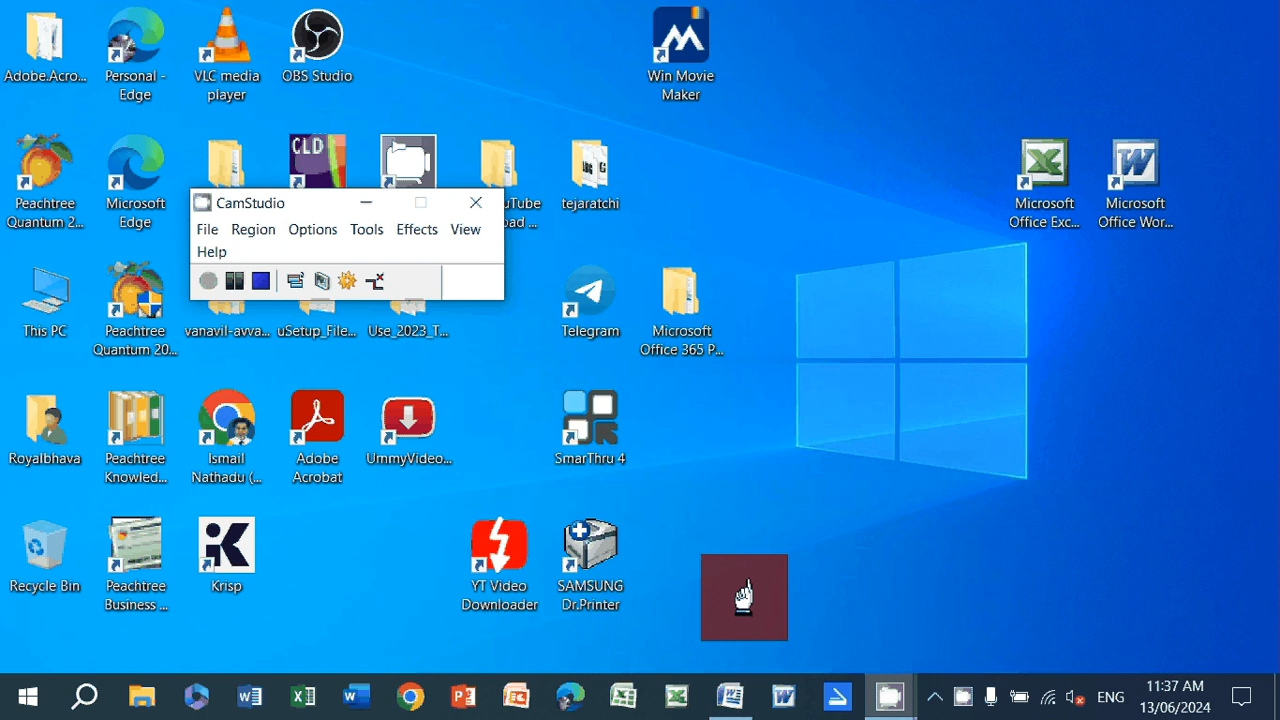 Adobe.Acro...
Personal -
Edge
VLC media
player
OBS Studio
Win Movie
Maker
CLD
Peachtree
Quantum 2...
Microsoft
Edge
tejaratchi
Microsoft
Office Exc...
Microsoft
Office Wor...
CamStudio
File Region Options Tools Effects View
Help
This PC
Peachtree
Quantum 20...
vanavil-avva...
uSetup_File...
Use_2023_T...
Telegram
Microsoft
Office 365 P...
Royalbhava
Peachtree
Knowled...
Ismail
Nathadu (...
Adobe
Acrobat
UmmyVideo...
SmarThru 4
Recycle Bin
Peachtree
Business ...
Krisp
YT Video
Downloader
SAMSUNG
Dr.Printer
ENG
11:37 AM
13/06/2024